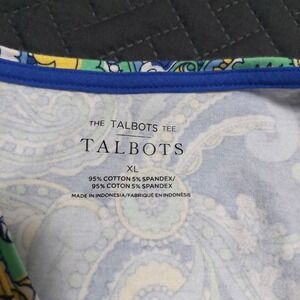 THE TALBOTS TEE
TALBOTS
XL
95% COTTON 5% SPANDEX/
95% COTON 5% SPANDEX
MADE IN INDONESIA/FABRIQUÉ EN INDONÉSIE